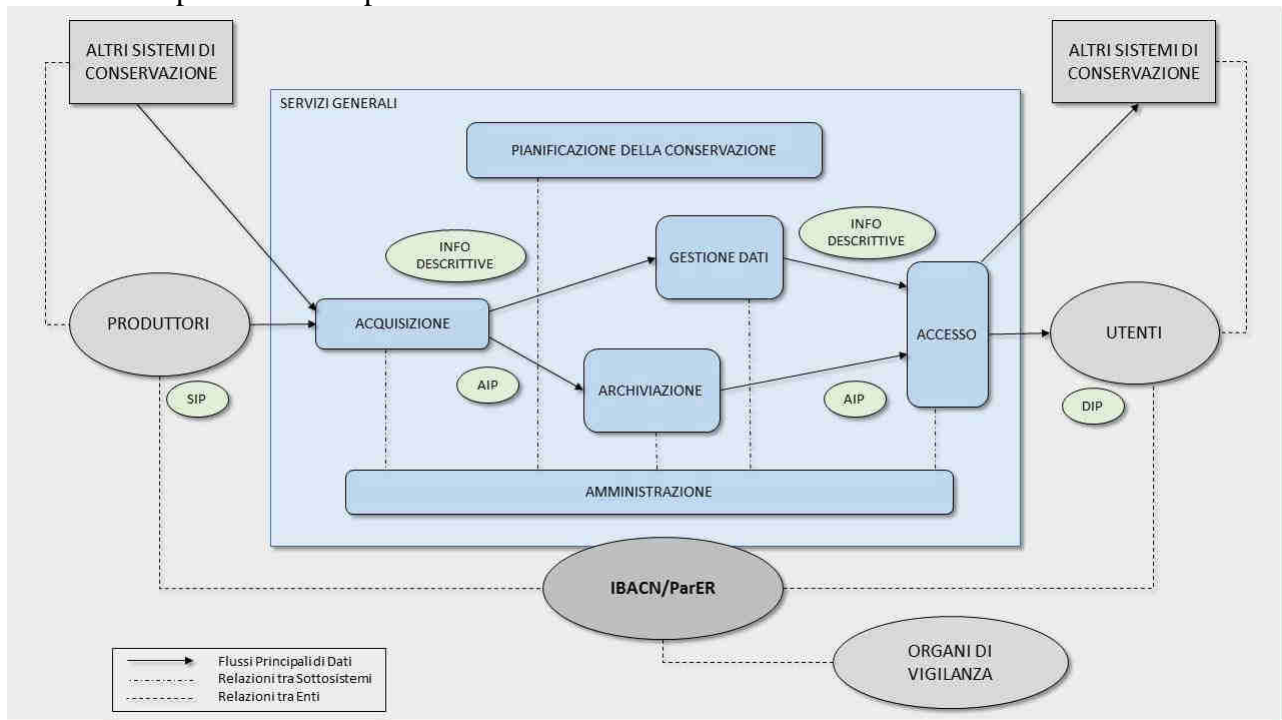 ALTRI SISTEMI DI
CONSERVAZIONE
ALTRI SISTEMI DI
CONSERVAZIONE
SERVIZI GENERALI
PIANIFICAZIONE DELLA CONSERVAZIONE
INFO
DESCRITTIVE
GESTIONE DATI
INFO
DESCRITTIVE
PRODUTTORI
ACQUISIZIONE
ACCESSO
UTENTI
SIP
AIP
ARCHIVIAZIONE
AIP
DIP
AMMINISTRAZIONE
IBACN/ParER
ORGANI DI
VIGILANZA
Flussi Principali di Dati
Relazioni tra Sottosistemi
Relazioni tra Enti